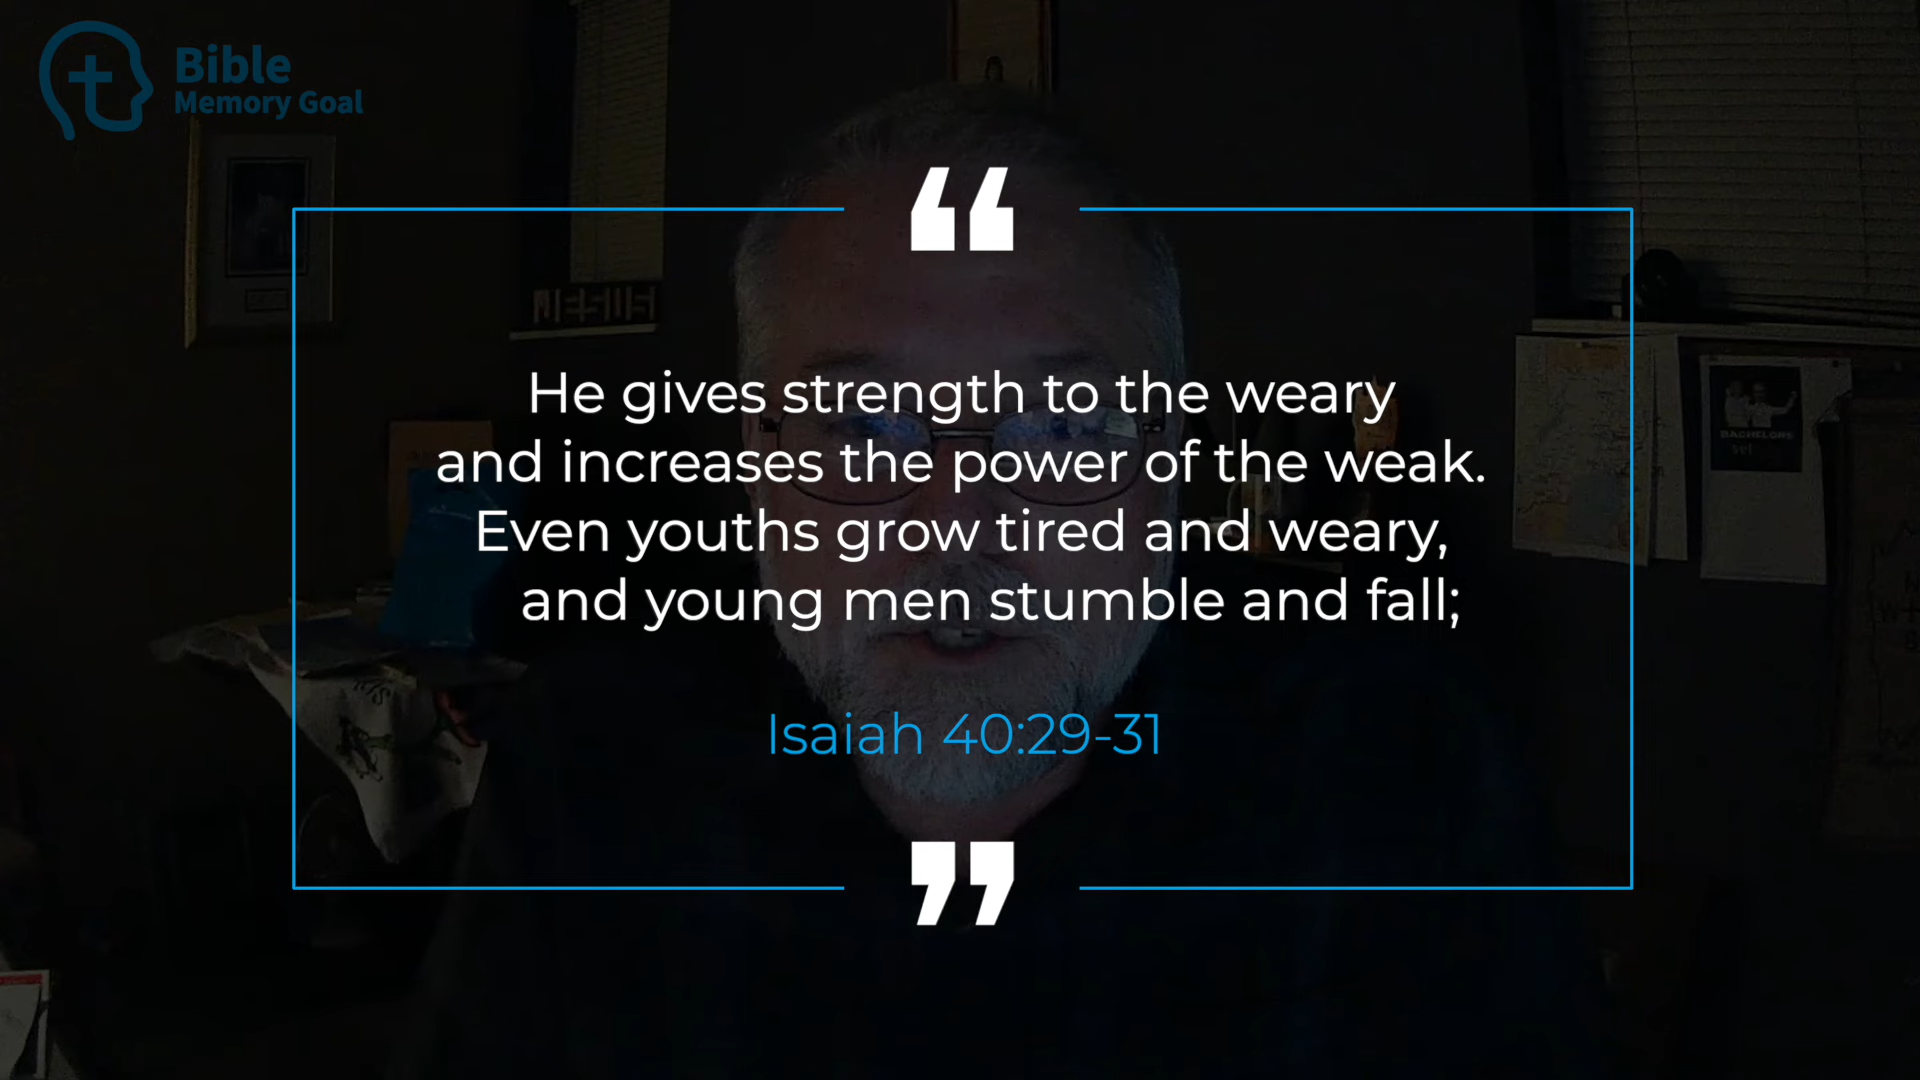 Bible
Memory Goal
“
He gives strength to the weary
and increases the power of the weak.
Even youths grow tired and weary,
and young men stumble and fall;
Isaiah 40:29-31
”
BACHELORS